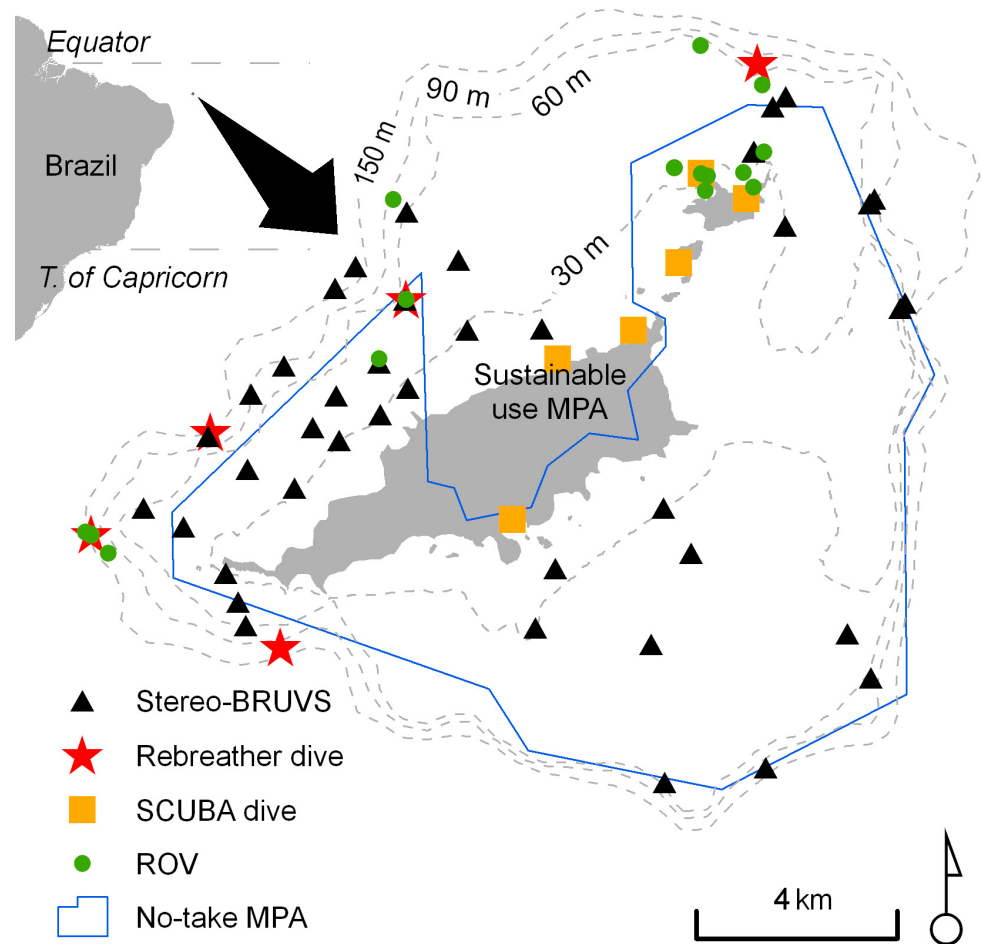 Equator
Brazil
T. of Capricorn
150 m
90 m
60 m
30 m
Sustainable
use MPA
Stereo-BRUVS
Rebreather dive
SCUBA dive
ROV
No-take MPA
4 km